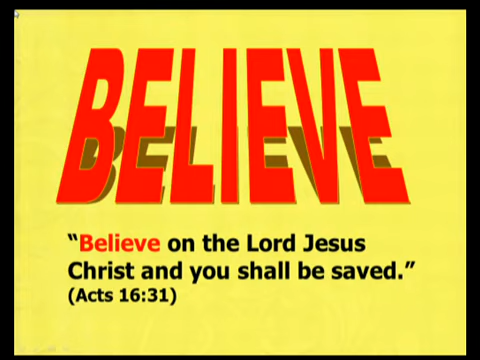 BELIEVE
“Believe on the Lord Jesus
Christ and you shall be saved.”
(Acts 16:31)